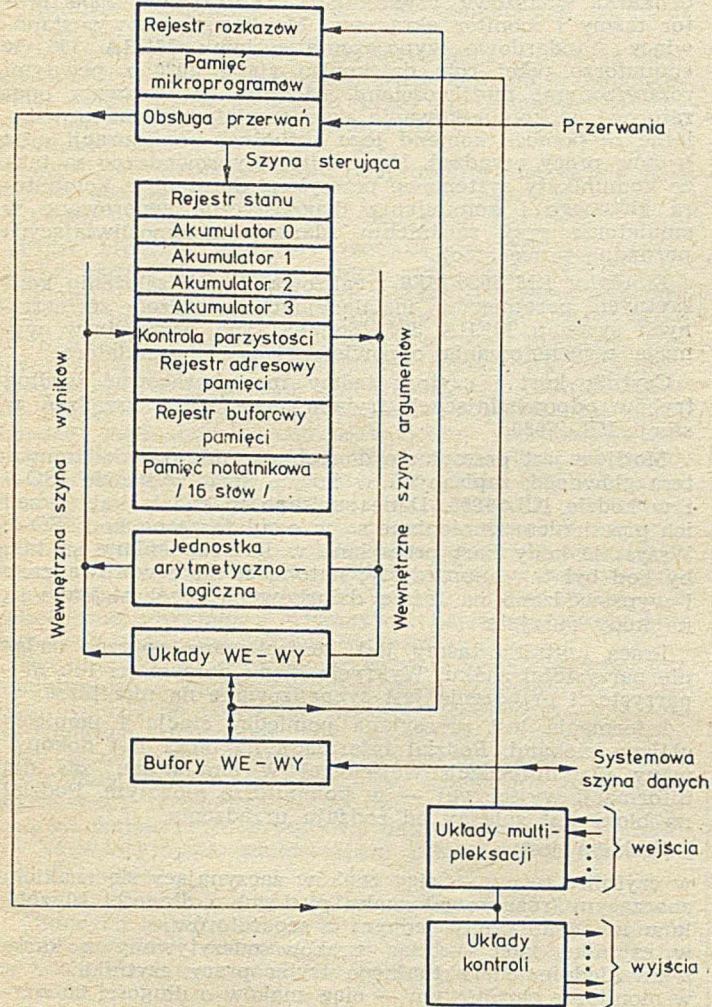 Rejestr rozkazów
Pamięć
mikroprogramów
Obsługa przerwań
Przerwania
Szyna sterująca
Rejestr stanu
Akumulator 0
Akumulator 1
Akumulator 2
Akumulator 3
Kontrola parzystości
Rejestr adresowy
pamięci
Rejestr buforowy
pamięci
Pamięć notatnikowa
/ 16 słów /
Wewnętrzna szyna wyników
Wewnętrzne szyny argumentów
Jednostka
arytmetyczno –
logiczna
Układy WE – WY
Bufory WE – WY
Systemowa
szyna danych
Układy multi-
pleksacji
wejścia
Układy
kontroli
wyjścia